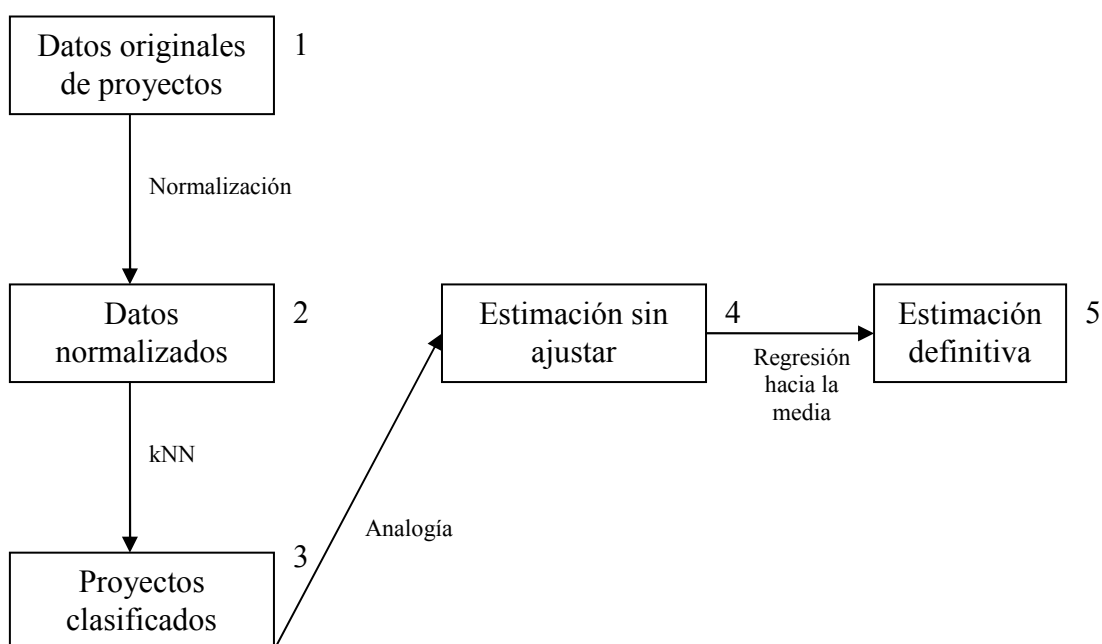 Datos originales
de proyectos
1
Normalización
Datos
normalizados
2
kNN
Proyectos
clasificados
3
Analogía
Estimación sin
ajustar
4
Regresión
hacia la
media
Estimación
definitiva
5